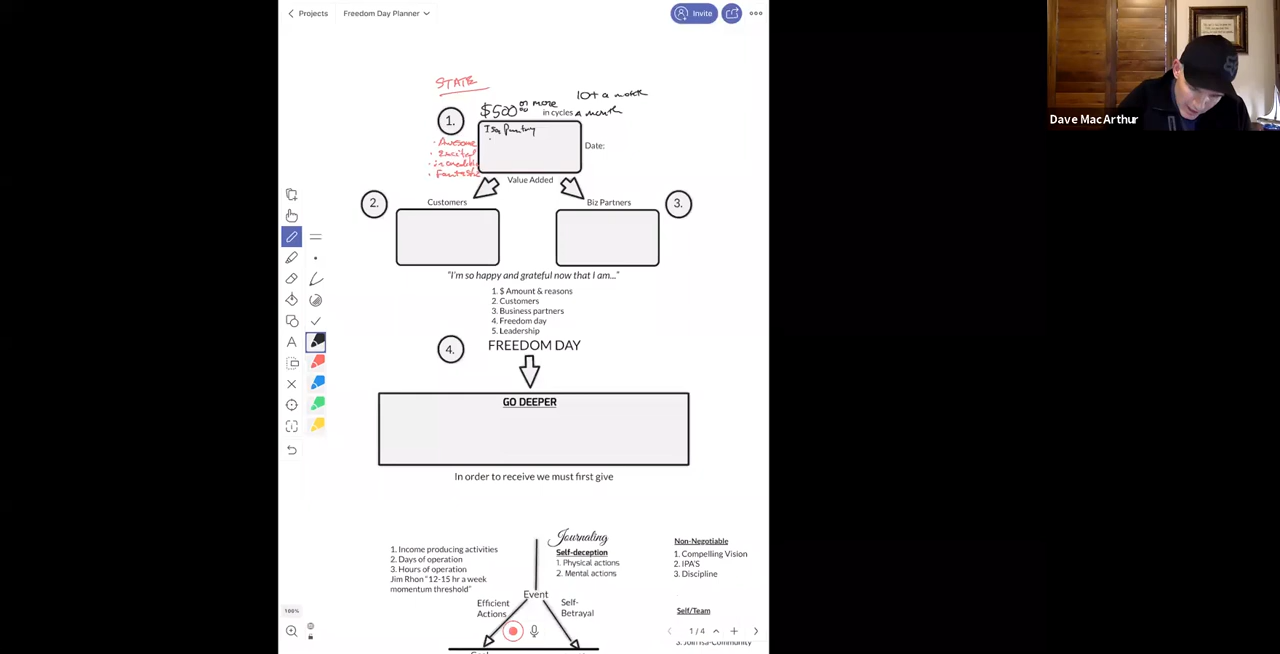 Projects
Freedom Day Planner
Invite
Dave MacArthur
STATE
10+ a month
$500 or more
in cycles a month
1.
Isa
Date:
• Awesome
• Excited
• incredible
• Fantastic
Value Added
2.
Customers
Biz Partners
3.
"I'm so happy and grateful now that I am..."
1. $ Amount & reasons
2. Customers
3. Business partners
4. Freedom day
5. Leadership
4.
FREEDOM DAY
GO DEEPER
In order to receive we must first give
1. Income producing activities
2. Days of operation
3. Hours of operation
Jim Rhon "12-15 hr a week
momentum threshold"
Journaling
Self-deception
1. Physical actions
2. Mental actions
Non-Negotiable
1. Compelling Vision
2. IPA'S
3. Discipline
Event
Efficient
Actions
Self-
Betrayal
Self/Team
100%
1 / 4